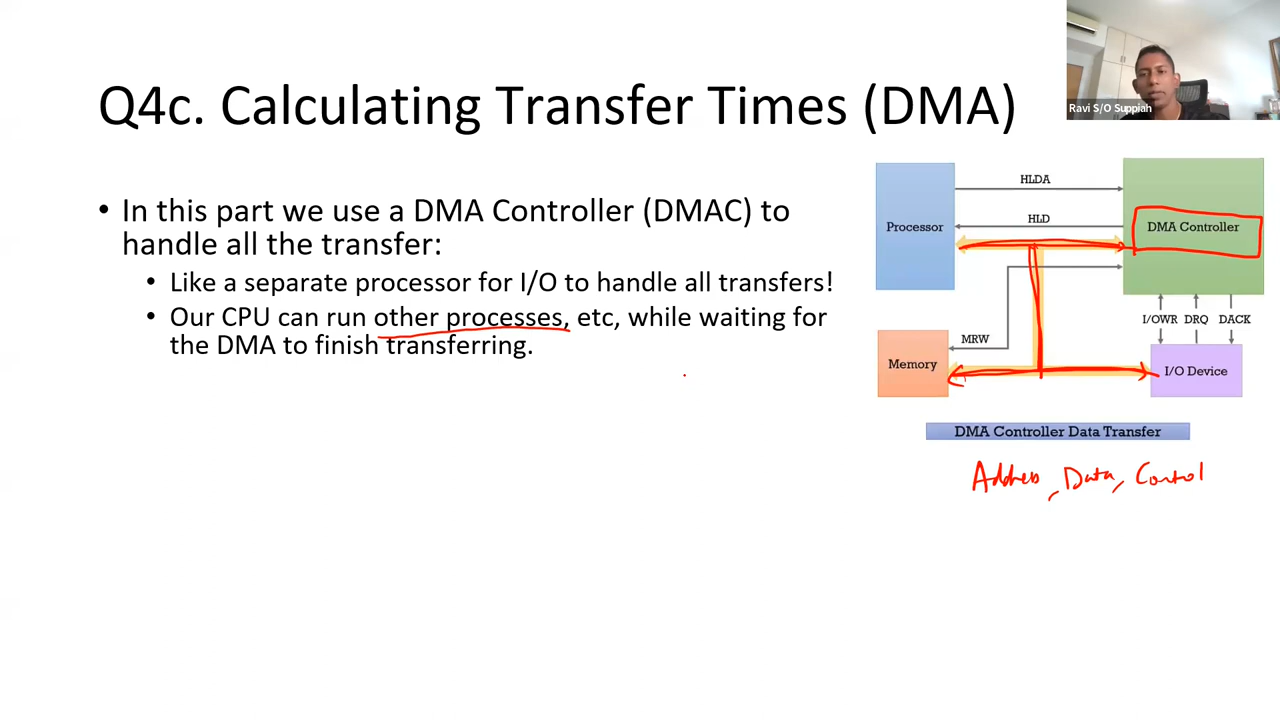 Q4c. Calculating Transfer Times (DMA)
Ravi S/O Suppiah
• In this part we use a DMA Controller (DMAC) to
handle all the transfer:
• Like a separate processor for I/O to handle all transfers!
• Our CPU can run other processes, etc, while waiting for
the DMA to finish transferring.
HLDA
Processor
HLD
DMA Controller
I/OWR DRQ DACK
MRW
Memory
I/O Device
DMA Controller Data Transfer
Address, Data, Control